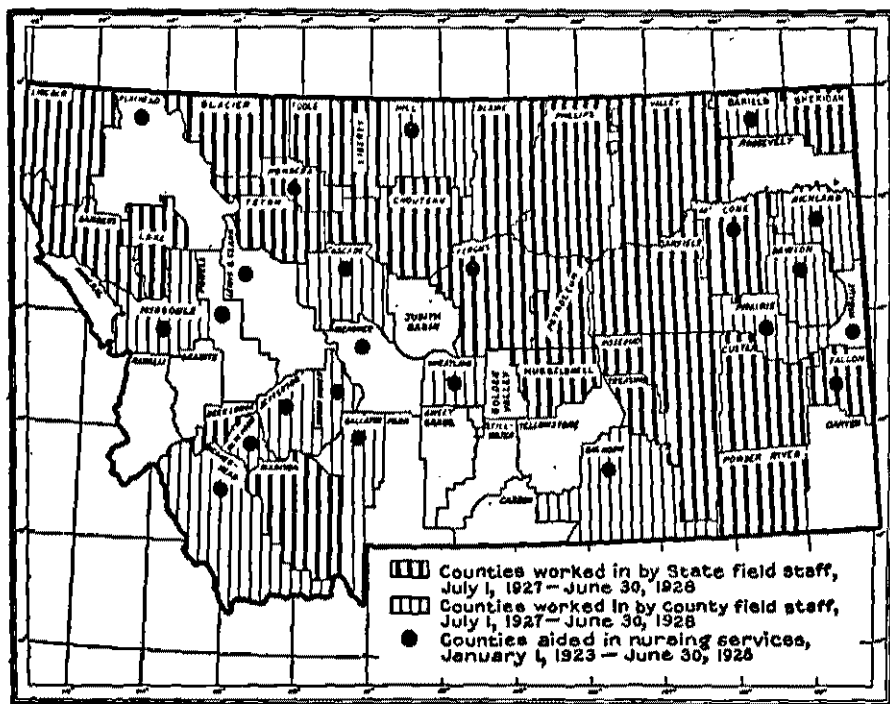 LINCOLN
FLATHEAD
GLACIER
TOOLE
LIBERTY
HILL
BLAINE
PHILLIPS
VALLEY
DANIELS
SHERIDAN
ROOSEVELT
PONDERA
TETON
CHOUTEAU
SANDERS
LAKE
POWELL
LEWIS & CLARK
CASCADE
FERGUS
GARFIELD
Mc CONE
RICHLAND
DAWSON
MISSOULA
JUDITH
BASIN
PETROLEUM
PRAIRIE
MEAGHER
RAVALLI
GRANITE
WHEATLAND
GOLDEN
VALLEY
MUSSELSHELL
ROSEBUD
TREASURE
CUSTER
FALLON
DEER LODGE
JEFFERSON
GALLATIN
PARK
SWEET
GRASS
STILL-
WATER
YELLOWSTONE
BIG HORN
CARTER
POWDER RIVER
MADISON
CARBON
Counties worked in by State field staff,
July 1, 1927 — June 30, 1928
Counties worked in by County field staff,
July 1, 1927 — June 30, 1928
Counties aided in nursing services,
January 1, 1923 — June 30, 1928